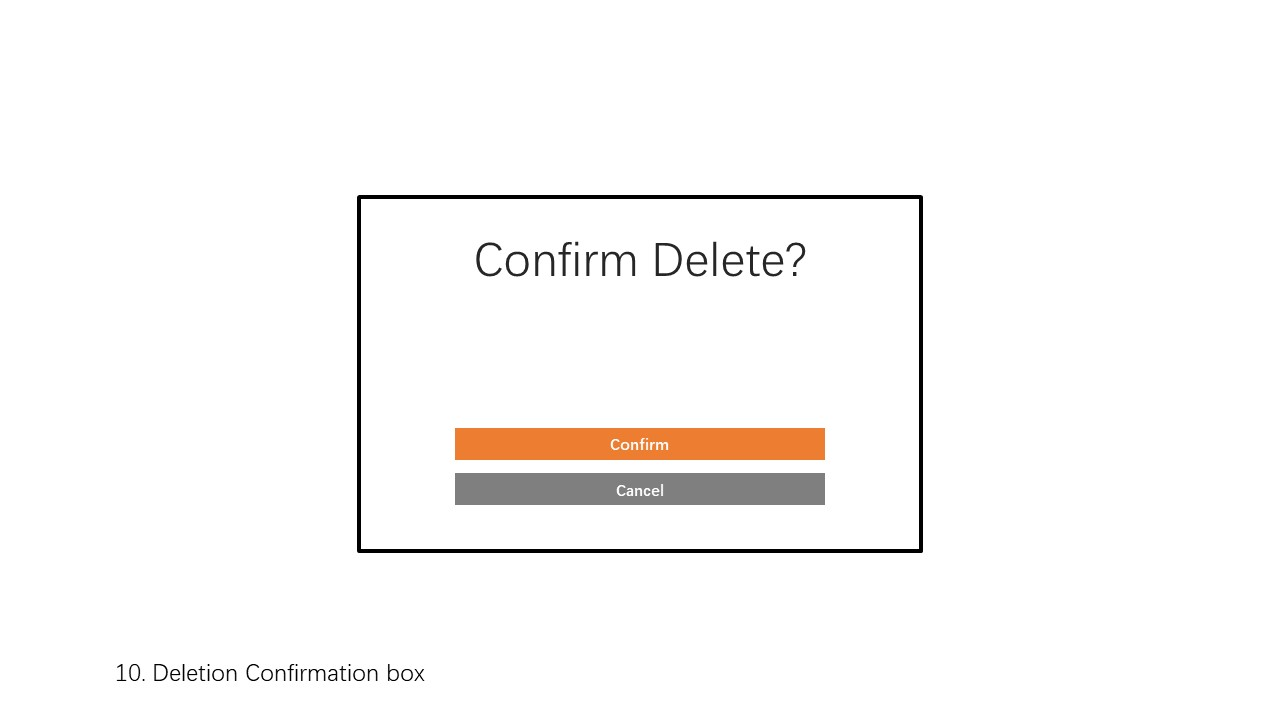 Confirm Delete?
Confirm
Cancel
10. Deletion Confirmation box